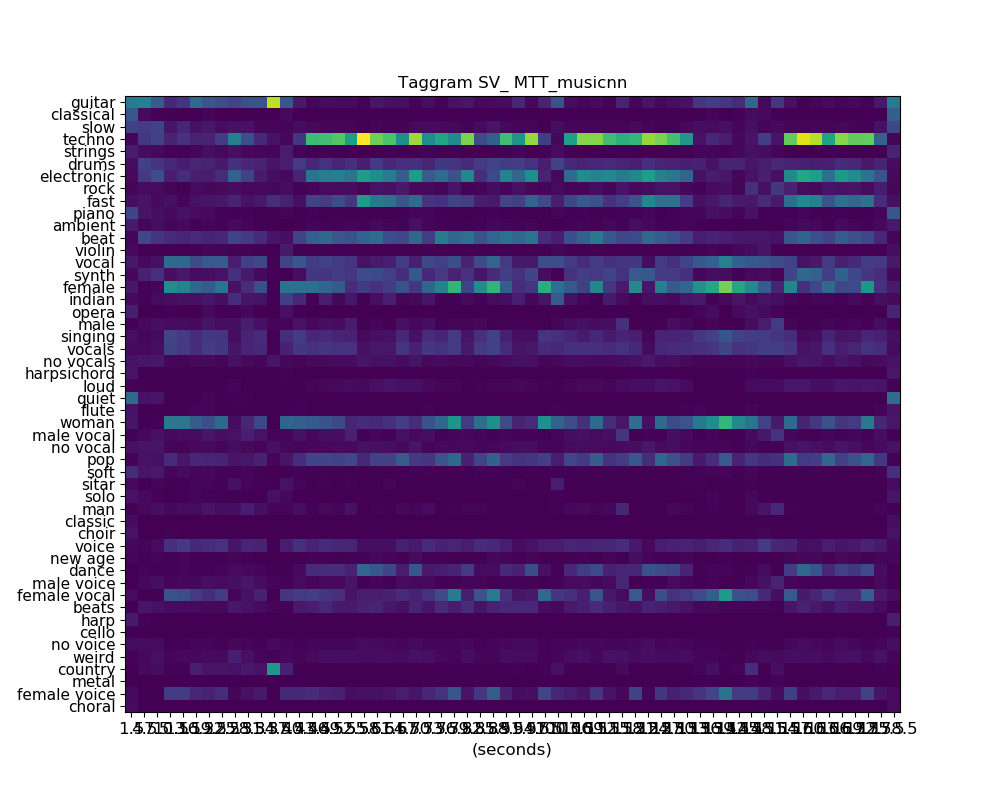 Taggram SV_ MTT_musicnn
guitar
classical
slow
techno
strings
drums
electronic
rock
fast
piano
ambient
beat
violin
vocal
synth
female
indian
opera
male
singing
vocals
no vocals
harpsichord
loud
quiet
flute
woman
male vocal
no vocal
pop
soft
sitar
solo
man
classic
choir
voice
new age
dance
male voice
female vocal
beats
harp
cello
no voice
weird
country
metal
female voice
choral
(seconds)